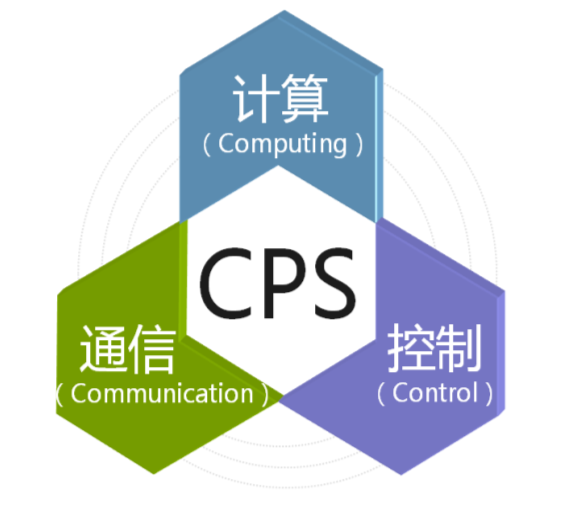 计算
(Computing)
CPS
通信
(Communication)
控制
(Control)